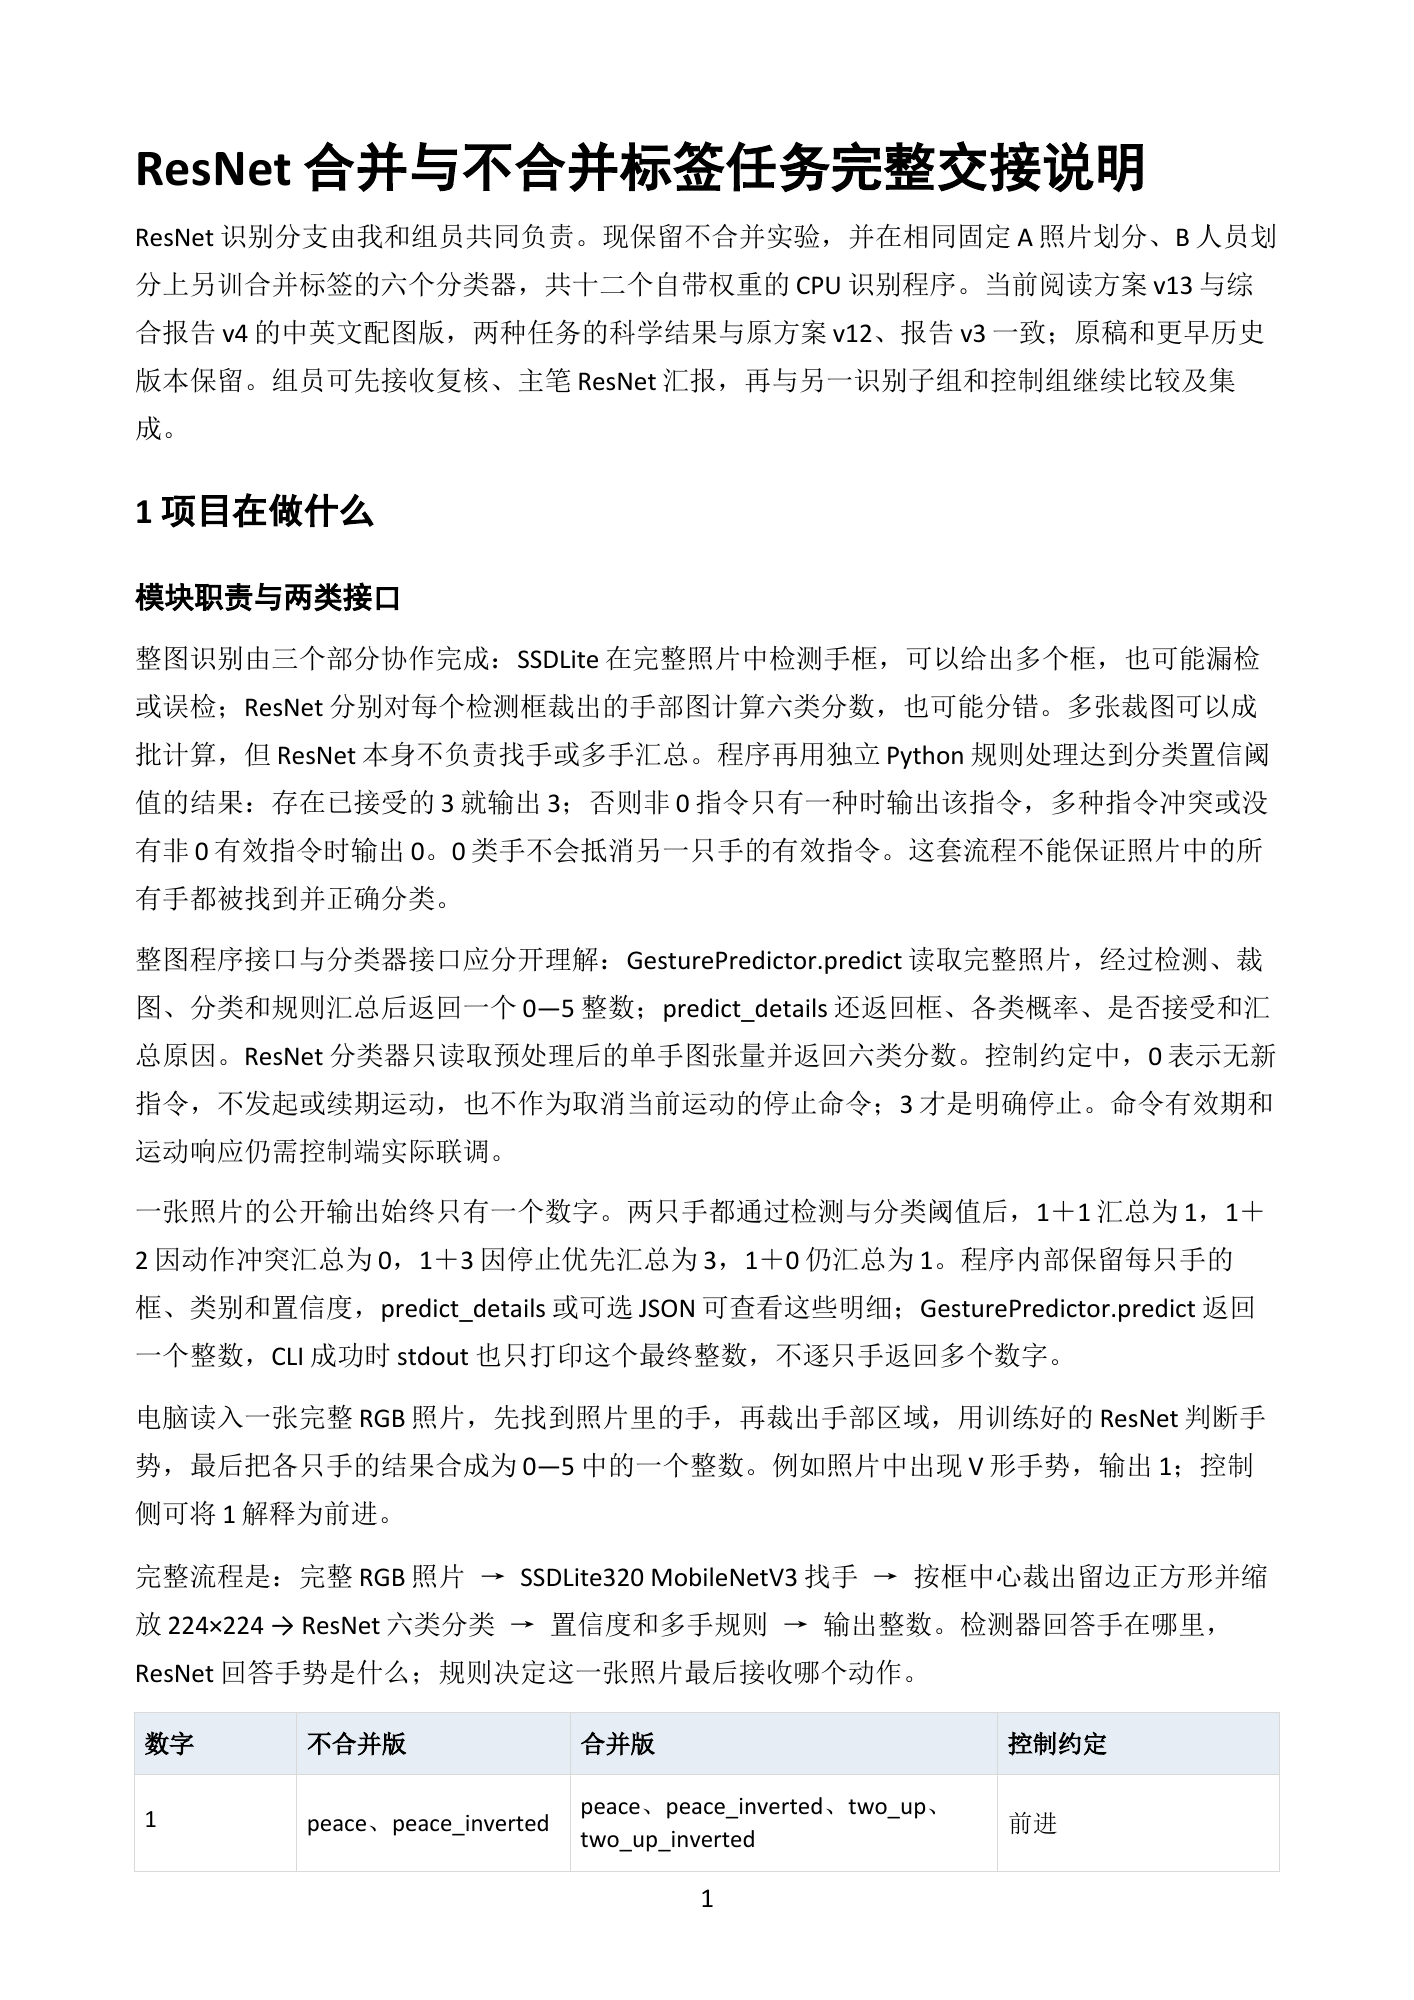 ResNet 合并与不合并标签任务完整交接说明
ResNet 识别分支由我和组员共同负责。现保留不合并实验，并在相同固定 A 照片划分、B 人员划
分上另训合并标签的六个分类器，共十二个自带权重的 CPU 识别程序。当前阅读方案 v13 与综
合报告 v4 的中英文配图版，两种任务的科学结果与原方案 v12、报告 v3 一致；原稿和更早历史
版本保留。组员可先接收复核、主笔 ResNet 汇报，再与另一识别子组和控制组继续比较及集
成。
1 项目在做什么
模块职责与两类接口
整图识别由三个部分协作完成：SSDLite 在完整照片中检测手框，可以给出多个框，也可能漏检
或误检；ResNet 分别对每个检测框裁出的手部图计算六类分数，也可能分错。多张裁图可以成
批计算，但 ResNet 本身不负责找手或多手汇总。程序再用独立 Python 规则处理达到分类置信阈
值的结果：存在已接受的 3 就输出 3；否则非 0 指令只有一种时输出该指令，多种指令冲突或没
有非 0 有效指令时输出 0。0 类手不会抵消另一只手的有效指令。这套流程不能保证照片中的所
有手都被找到并正确分类。
整图程序接口与分类器接口应分开理解：GesturePredictor.predict 读取完整照片，经过检测、裁
图、分类和规则汇总后返回一个 0—5 整数；predict_details 还返回框、各类概率、是否接受和汇
总原因。ResNet 分类器只读取预处理后的单手图张量并返回六类分数。控制约定中，0 表示无新
指令，不发起或续期运动，也不作为取消当前运动的停止命令；3 才是明确停止。命令有效期和
运动响应仍需控制端实际联调。
一张照片的公开输出始终只有一个数字。两只手都通过检测与分类阈值后，1＋1 汇总为 1，1＋
2 因动作冲突汇总为 0，1＋3 因停止优先汇总为 3，1＋0 仍汇总为 1。程序内部保留每只手的
框、类别和置信度，predict_details 或可选 JSON 可查看这些明细；GesturePredictor.predict 返回
一个整数，CLI 成功时 stdout 也只打印这个最终整数，不逐只手返回多个数字。
电脑读入一张完整 RGB 照片，先找到照片里的手，再裁出手部区域，用训练好的 ResNet 判断手
势，最后把各只手的结果合成为 0—5 中的一个整数。例如照片中出现 V 形手势，输出 1；控制
侧可将 1 解释为前进。
完整流程是：完整 RGB 照片 → SSDLite320 MobileNetV3 找手 → 按框中心裁出留边正方形并缩
放 224×224 → ResNet 六类分类 → 置信度和多手规则 → 输出整数。检测器回答手在哪里，
ResNet 回答手势是什么；规则决定这一张照片最后接收哪个动作。
数字 不合并版 合并版 控制约定
1 peace、peace_inverted peace、peace_inverted、two_up、 前进
two_up_inverted
1